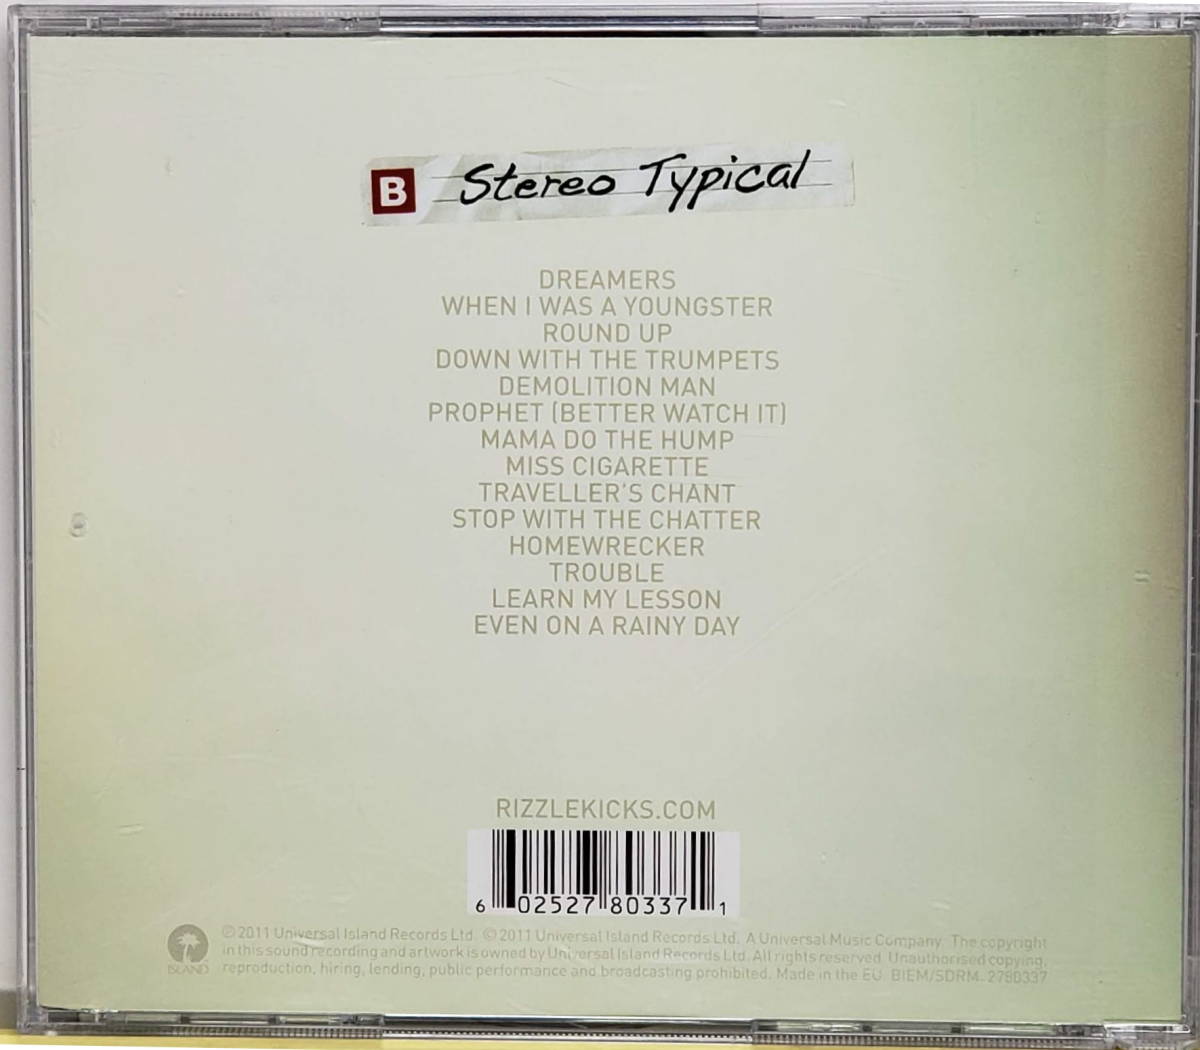 B Stereo Typical
DREAMERS
WHEN I WAS A YOUNGSTER
ROUND UP
DOWN WITH THE TRUMPETS
DEMOLITION MAN
PROPHET (BETTER WATCH IT)
MAMA DO THE HUMP
MISS CIGARETTE
TRAVELLER'S CHANT
STOP WITH THE CHATTER
HOMEWRECKER
TROUBLE
LEARN MY LESSON
EVEN ON A RAINY DAY
RIZZLEKICKS.COM
6 02527 80337 1
ISLAND
℗ 2011 Universal Island Records Ltd. © 2011 Universal Island Records Ltd. A Universal Music Company. The copyright
in this sound recording and artwork is owned by Universal Island Records Ltd. All rights reserved. Unauthorised copying,
reproduction, hiring, lending, public performance and broadcasting prohibited. Made in the EU. BIEM/SDRM. 2780337